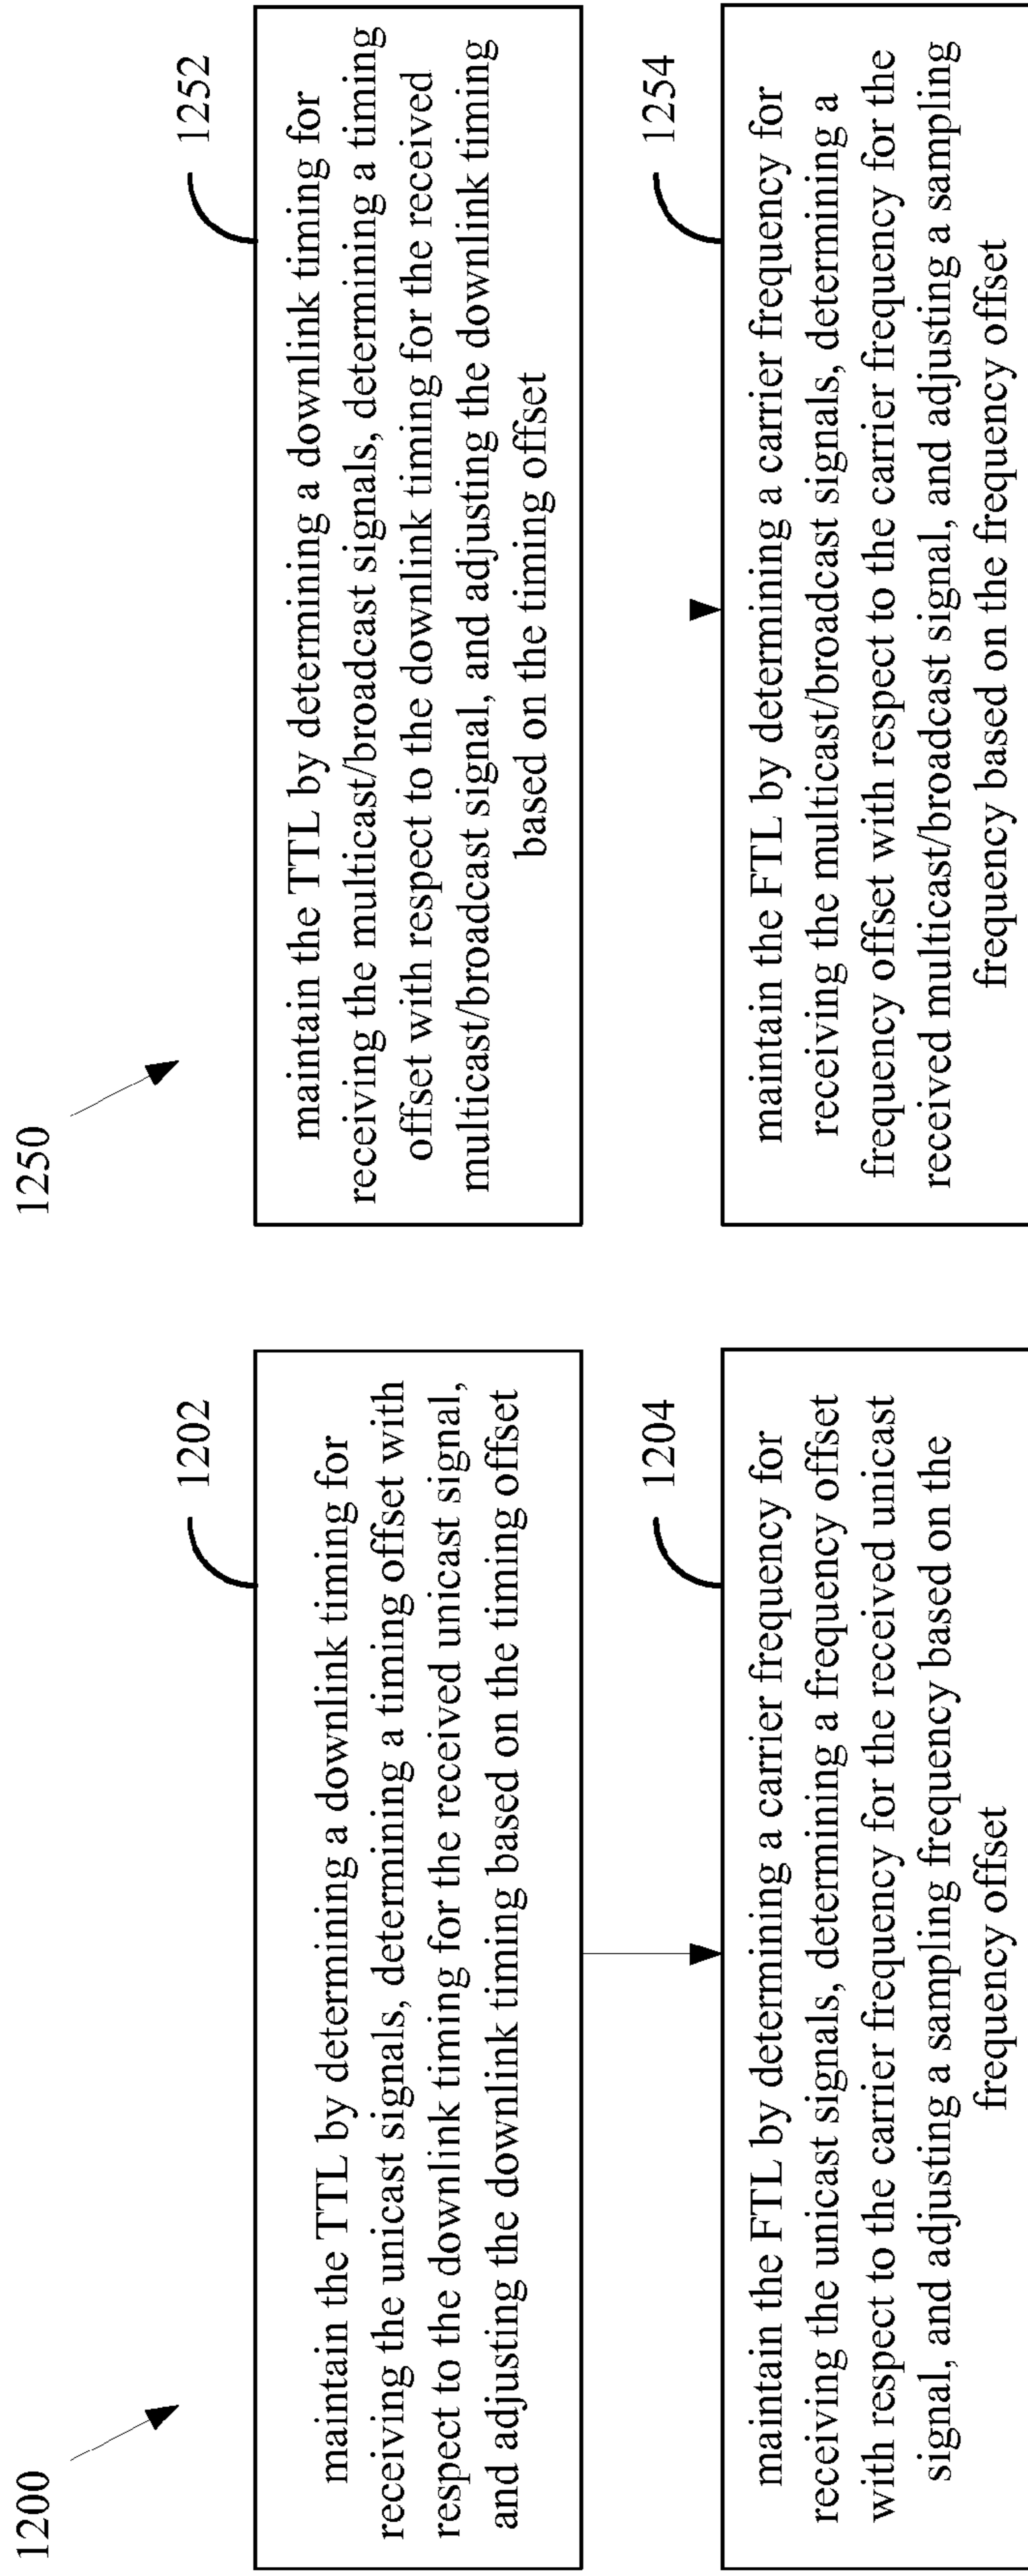 1200
1202
maintain the TTL by determining a downlink timing for
receiving the unicast signals, determining a timing offset with
respect to the downlink timing for the received unicast signal,
and adjusting the downlink timing based on the timing offset
1204
maintain the FTL by determining a carrier frequency for
receiving the unicast signals, determining a frequency offset
with respect to the carrier frequency for the received unicast
signal, and adjusting a sampling frequency based on the
frequency offset
1250
1252
maintain the TTL by determining a downlink timing for
receiving the multicast/broadcast signals, determining a timing
offset with respect to the downlink timing for the received
multicast/broadcast signal, and adjusting the downlink timing
based on the timing offset
1254
maintain the FTL by determining a carrier frequency for
receiving the multicast/broadcast signals, determining a
frequency offset with respect to the carrier frequency for the
received multicast/broadcast signal, and adjusting a sampling
frequency based on the frequency offset